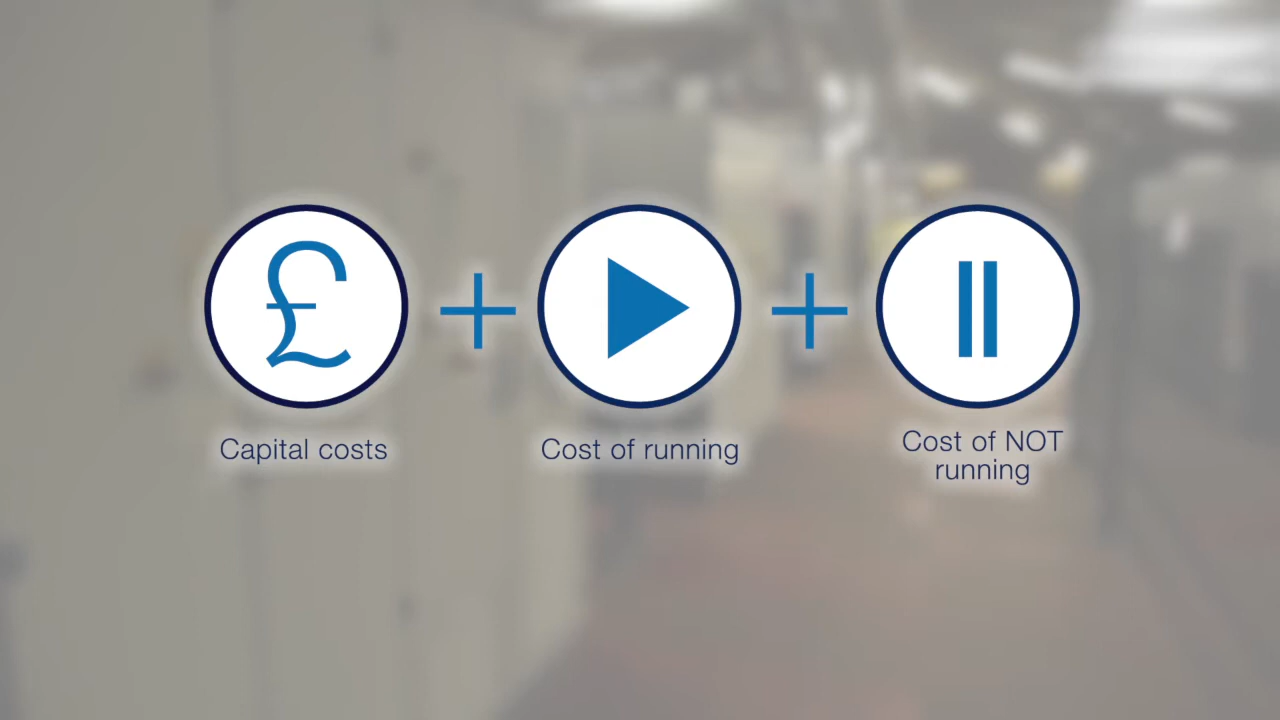 £
Capital costs
Cost of running
Cost of NOT
running